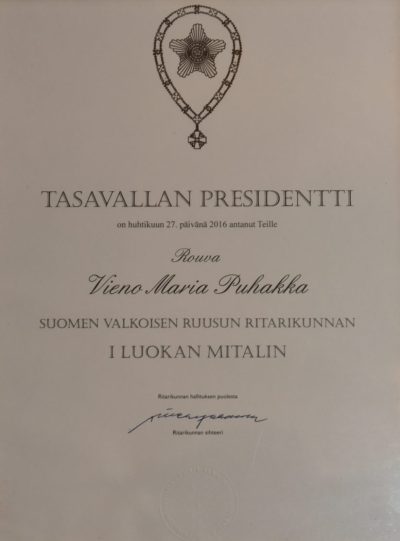 TASAVALLAN PRESIDENTTI
on huhtikuun 27. päivänä 2016 antanut Teille
Rouva
Vieno Maria Puhakka
SUOMEN VALKOISEN RUUSUN RITARIKUNNAN
I LUOKAN MITALIN
Ritarikunnan hallituksen puolesta
Ritarikunnan sihteeri